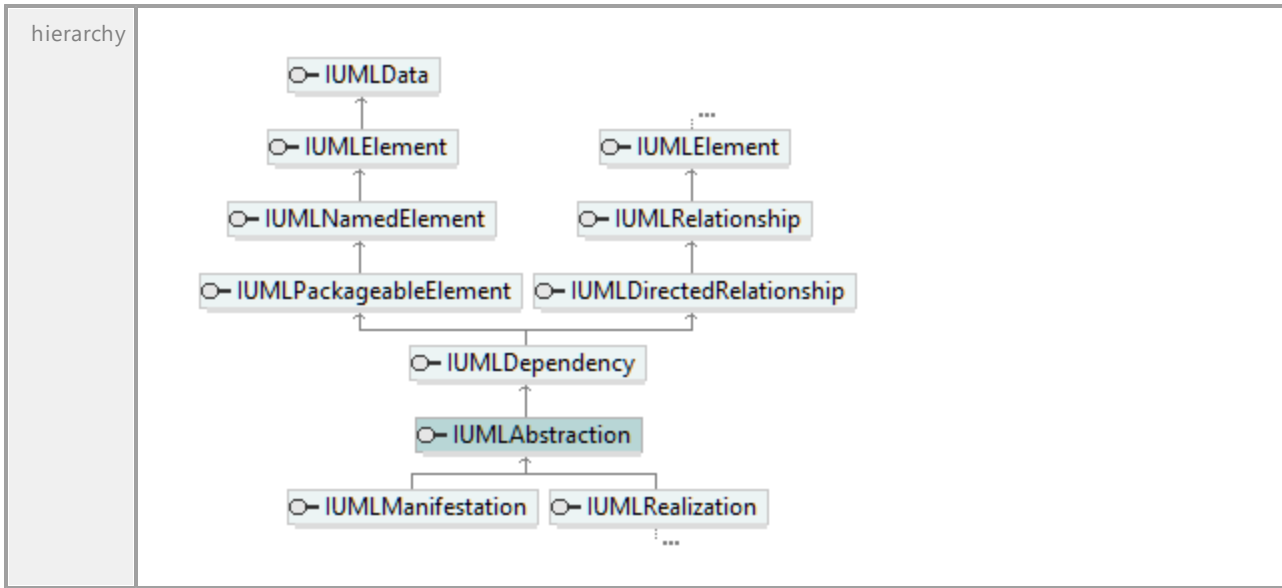 hierarchy
IUMLData
...
IUMLElement
IUMLElement
IUMLNamedElement
IUMLRelationship
IUMLPackageableElement
IUMLDirectedRelationship
IUMLDependency
IUMLAbstraction
IUMLManifestation
IUMLRealization
...